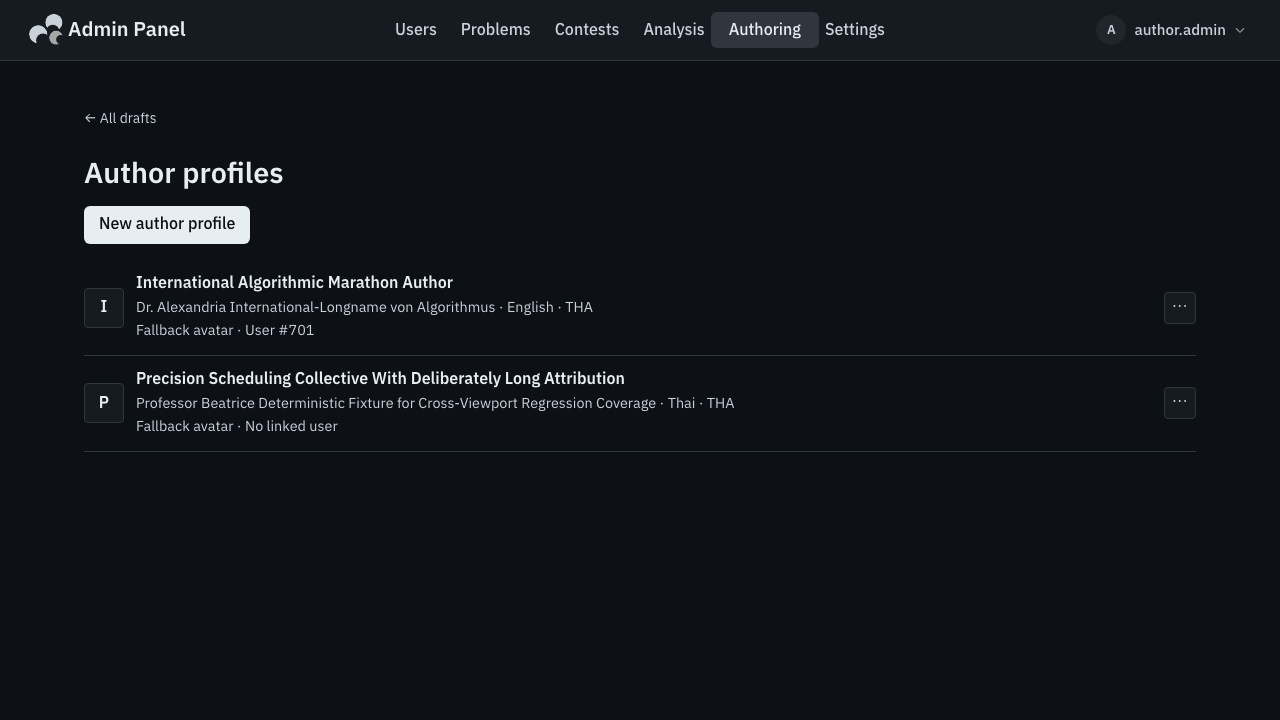 Admin Panel
Users Problems Contests Analysis Authoring Settings
A author.admin
← All drafts
Author profiles
New author profile
I
International Algorithmic Marathon Author
Dr. Alexandria International-Longname von Algorithmus · English · THA
Fallback avatar · User #701
...
P
Precision Scheduling Collective With Deliberately Long Attribution
Professor Beatrice Deterministic Fixture for Cross-Viewport Regression Coverage · Thai · THA
Fallback avatar · No linked user
...